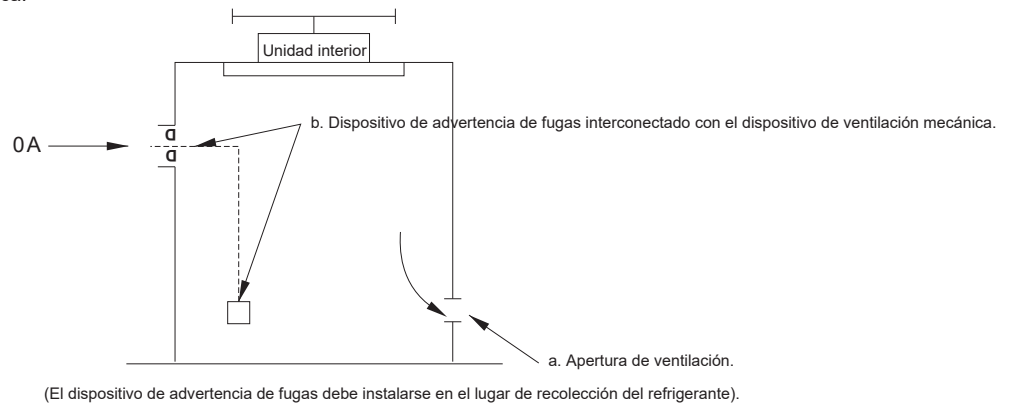 Unidad interior
b. Dispositivo de advertencia de fugas interconectado con el dispositivo de ventilación mecánica.
0A
a. Apertura de ventilación.
(El dispositivo de advertencia de fugas debe instalarse en el lugar de recolección del refrigerante).